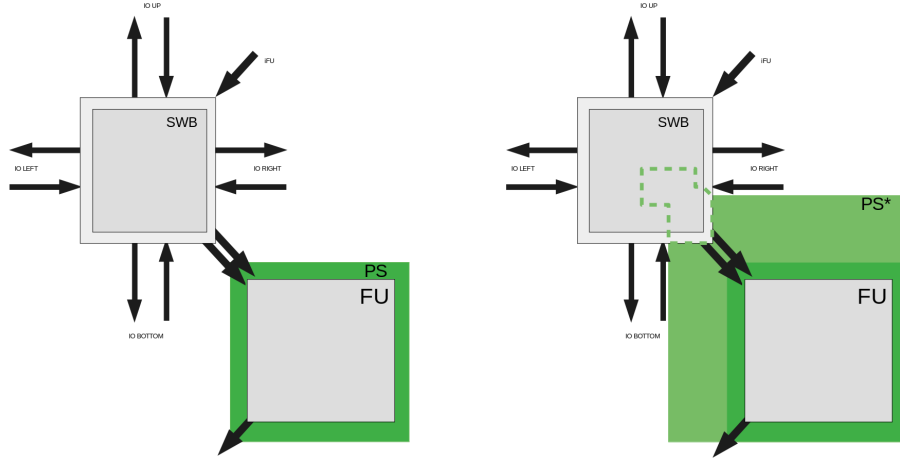 IO UP
iFU
SWB
IO LEFT
IO RIGHT
PS
FU
IO BOTTOM
IO UP
iFU
SWB
IO LEFT
IO RIGHT
PS*
FU
IO BOTTOM